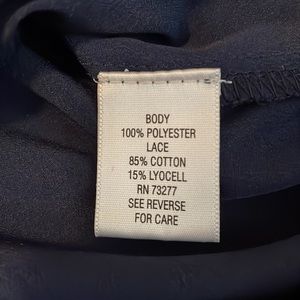 BODY
100% POLYESTER
LACE
85% COTTON
15% LYOCELL
RN 73277
SEE REVERSE
FOR CARE